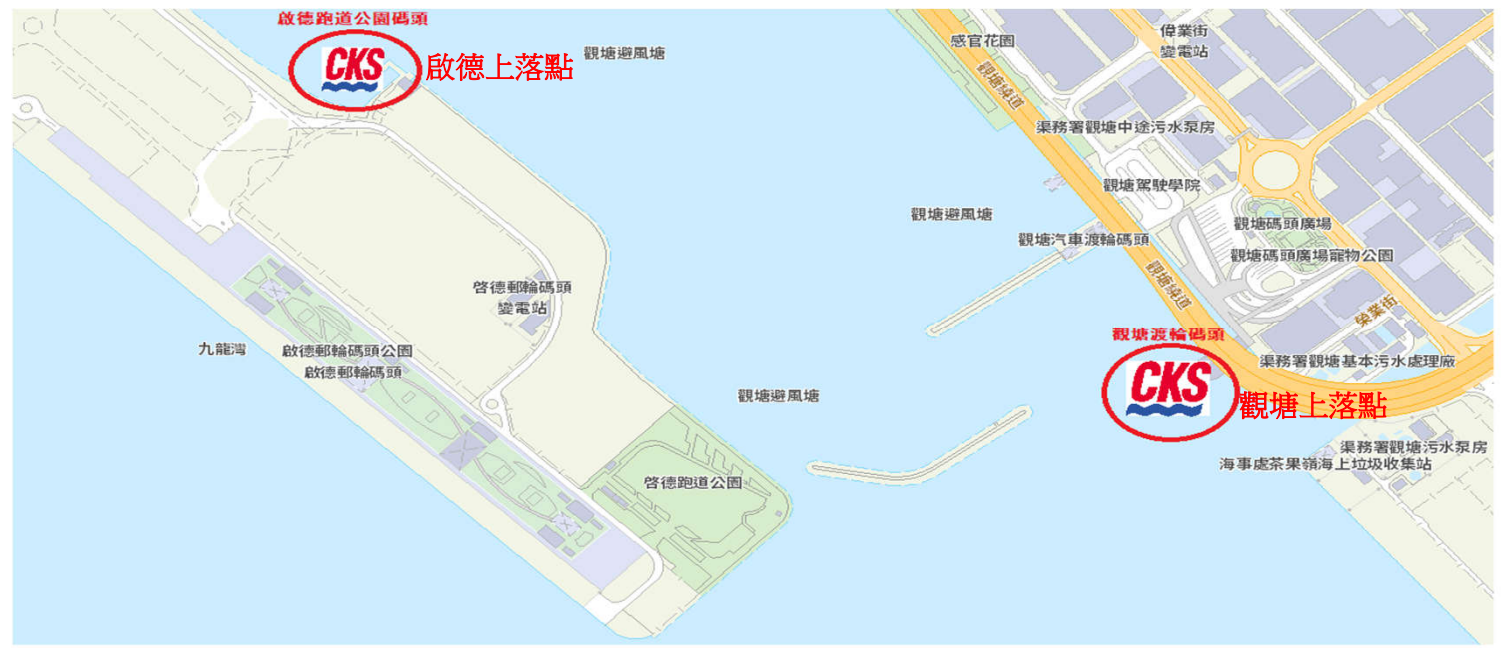 啟德跑道公園碼頭
CKS
啟德上落點
觀塘避風塘
感官花園
偉業街
變電站
觀塘繞道
渠務署觀塘中途污水泵房
觀塘駕駛學院
觀塘避風塘
觀塘碼頭廣場
觀塘汽車渡輪碼頭
觀塘碼頭廣場寵物公園
觀塘繞道
啓德郵輪碼頭
變電站
榮業街
觀塘渡輪碼頭
九龍灣
啟德郵輪碼頭公園
啟德郵輪碼頭
渠務署觀塘基本污水處理廠
CKS
觀塘上落點
觀塘避風塘
渠務署觀塘污水泵房
海事處茶果嶺海上垃圾收集站
啓德跑道公園